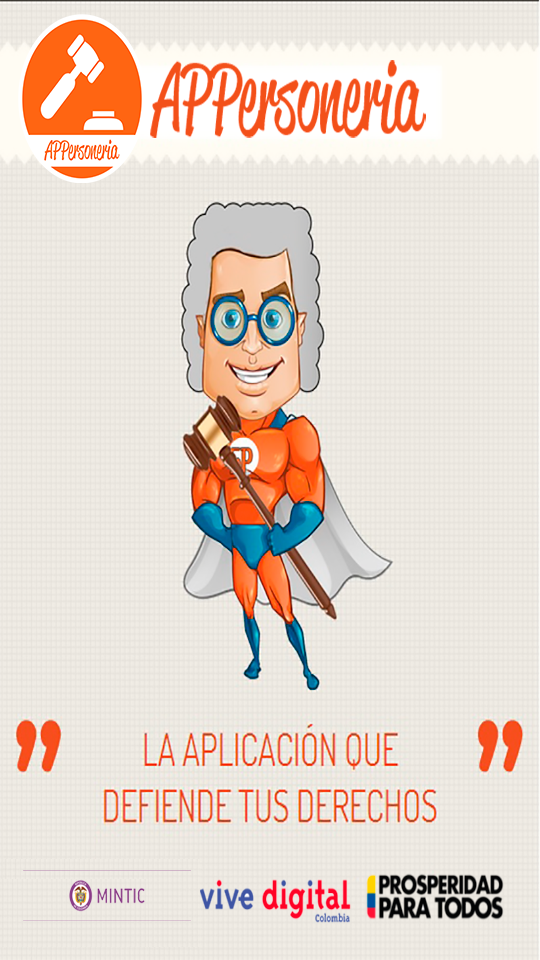 APPersoneria
APPersoneria
P
”
LA APLICACIÓN QUE
DEFIENDE TUS DERECHOS
”
MINTIC
vive digital
Colombia
PROSPERIDAD
PARA TODOS